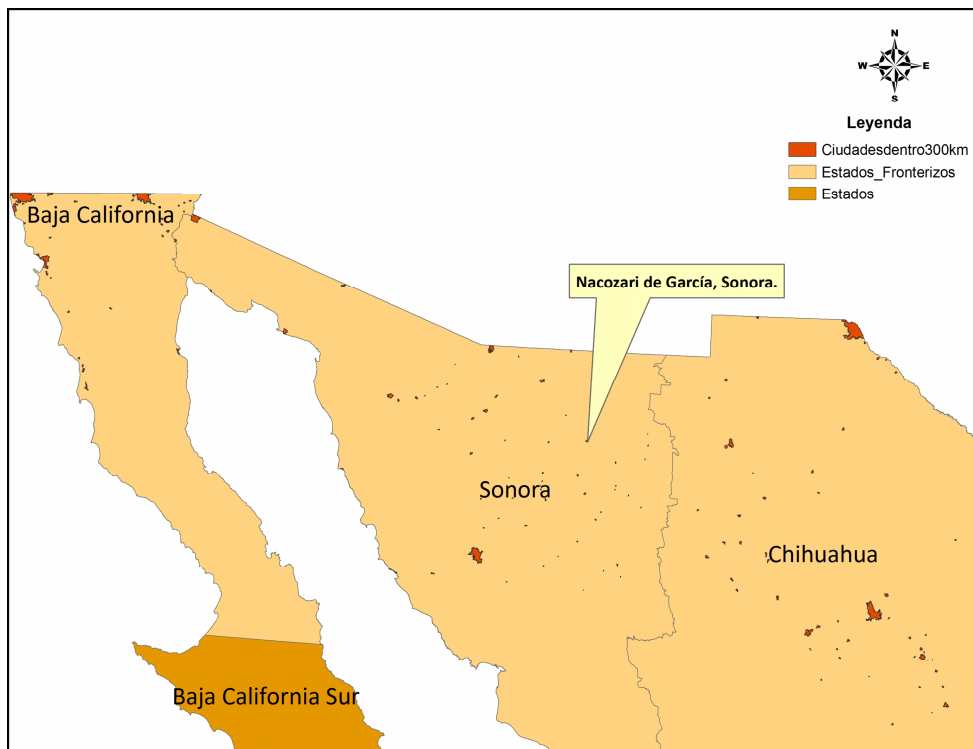 N
W E
S
Leyenda
Ciudadesdentro300km
Estados_Fronterizos
Estados
Baja California
Nacozari de García, Sonora.
Sonora
Chihuahua
Baja California Sur